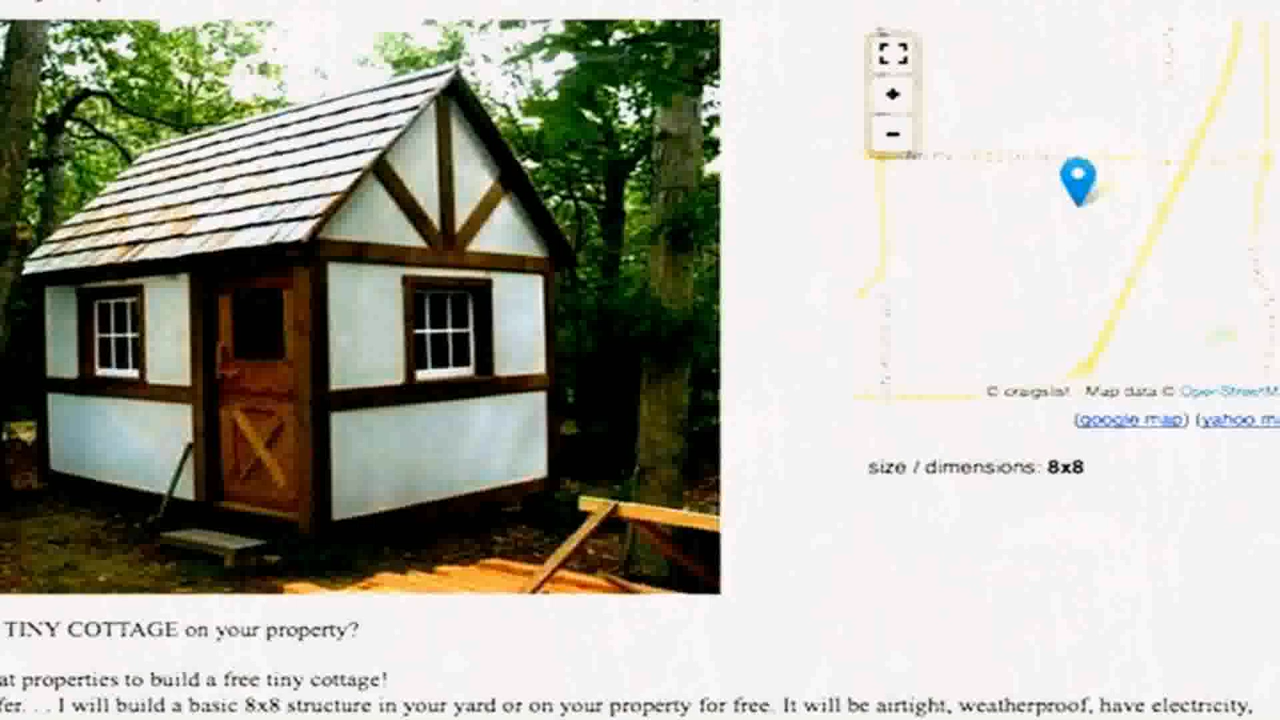 +
-
© craigslist Map data © OpenStreetM
(google map) (yahoo ma
size / dimensions: 8x8
TINY COTTAGE on your property?
at properties to build a free tiny cottage!
fer. . . I will build a basic 8x8 structure in your yard or on your property for free. It will be airtight, weatherproof, have electricity,